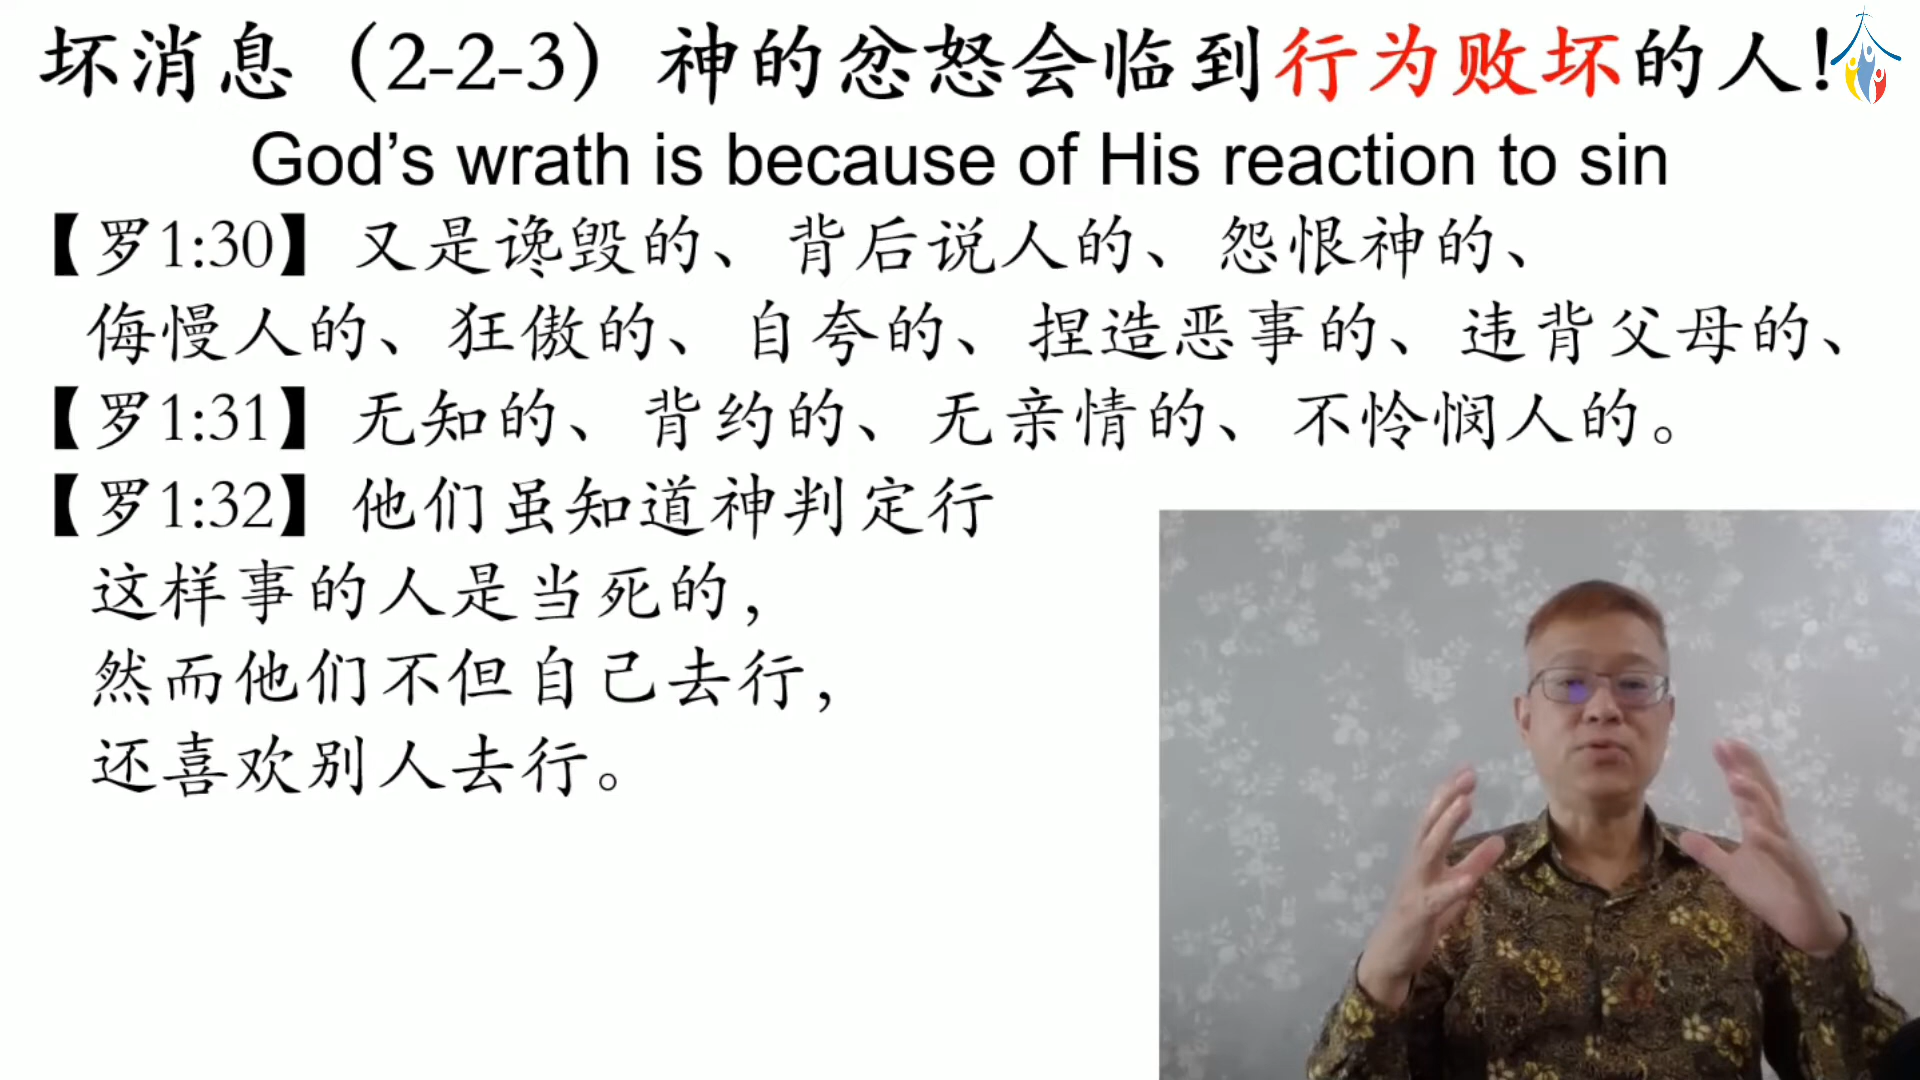 坏消息（2-2-3）神的忿怒会临到行为败坏的人！
God’s wrath is because of His reaction to sin
【罗1:30】又是谗毁的、背后说人的、怨恨神的、
侮慢人的、狂傲的、自夸的、捏造恶事的、违背父母的、
【罗1:31】无知的、背约的、无亲情的、不怜悯人的。
【罗1:32】他们虽知道神判定行
这样事的人是当死的，
然而他们不但自己去行，
还喜欢别人去行。